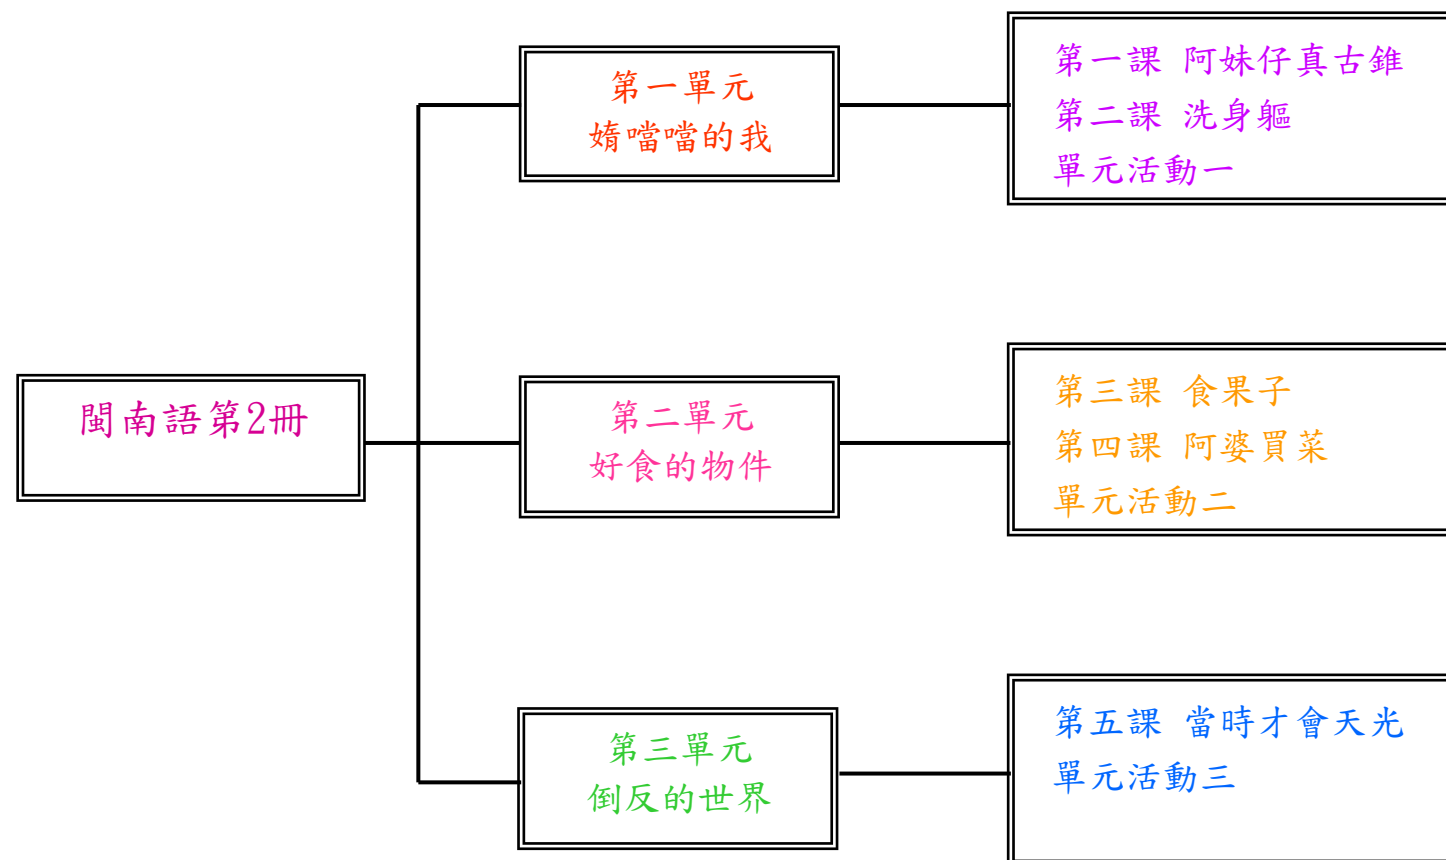 閩南語第2冊
第一單元
媠噹噹的我
第一課 阿妹仔真古錐
第二課 洗身軀
單元活動一
第二單元
好食的物件
第三課 食果子
第四課 阿婆買菜
單元活動二
第三單元
倒反的世界
第五課 當時才會天光
單元活動三